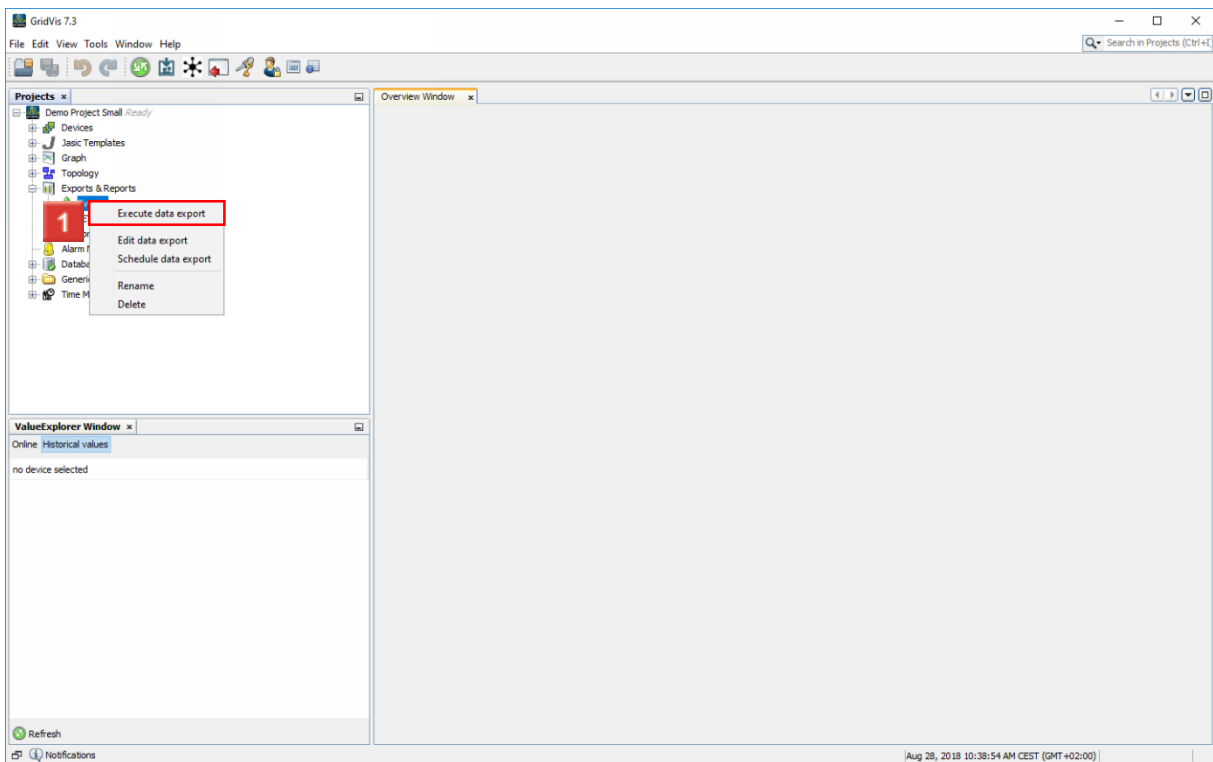 GridVis 7.3
File Edit View Tools Window Help
Search in Projects (Ctrl+I)
Projects
Overview Window
Demo Project Small Ready
Devices
Jasic Templates
Graph
Topology
Exports & Reports
1
Execute data export
Edit data export
Alarm
Schedule data export
Databa
Generi
Rename
Time M
Delete
ValueExplorer Window
Online Historical values
no device selected
Refresh
Notifications
Aug 28, 2018 10:38:54 AM CEST (GMT+02:00)